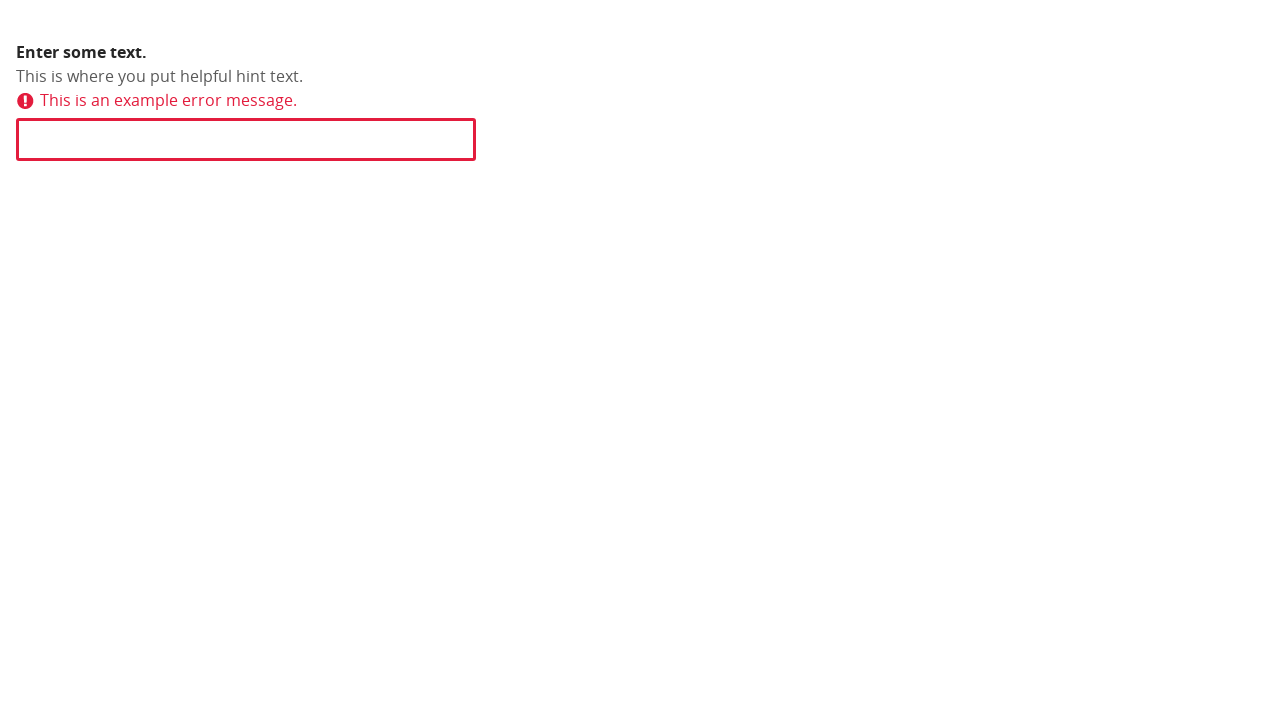 Enter some text.
This is where you put helpful hint text.
This is an example error message.